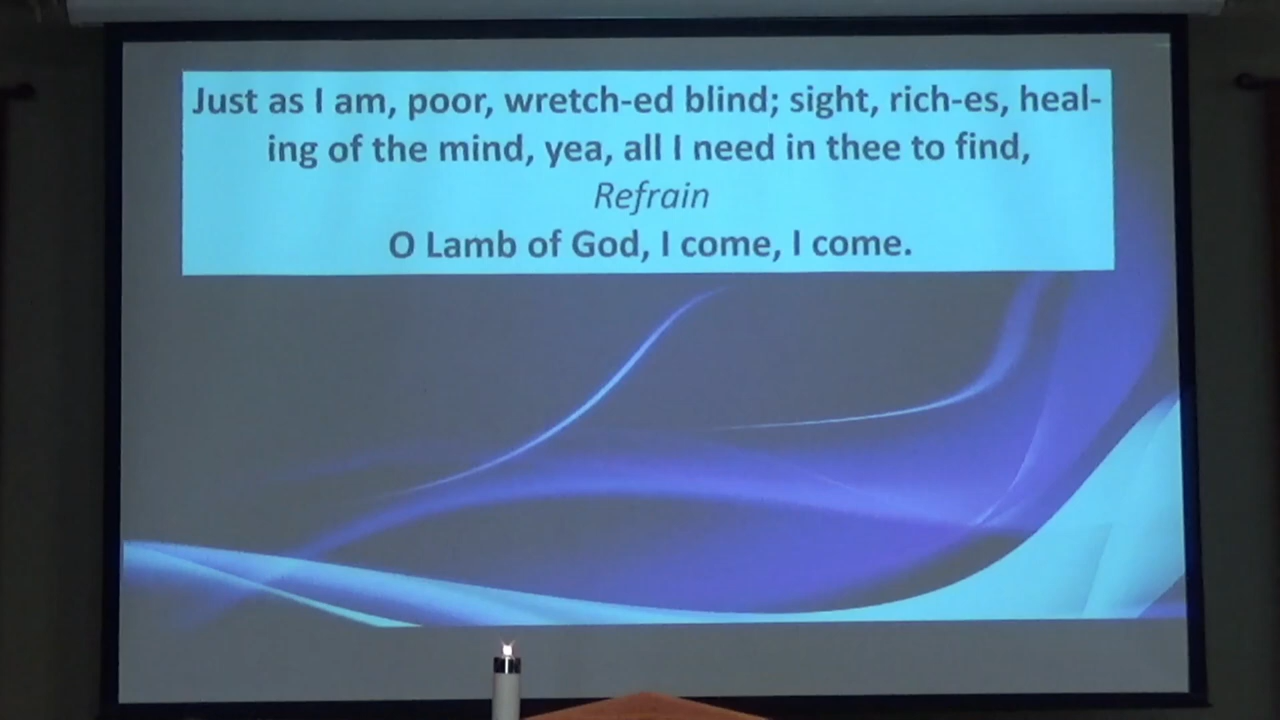 Just as I am, poor, wretch-ed blind; sight, rich-es, heal-
ing of the mind, yea, all I need in thee to find,
Refrain
O Lamb of God, I come, I come.